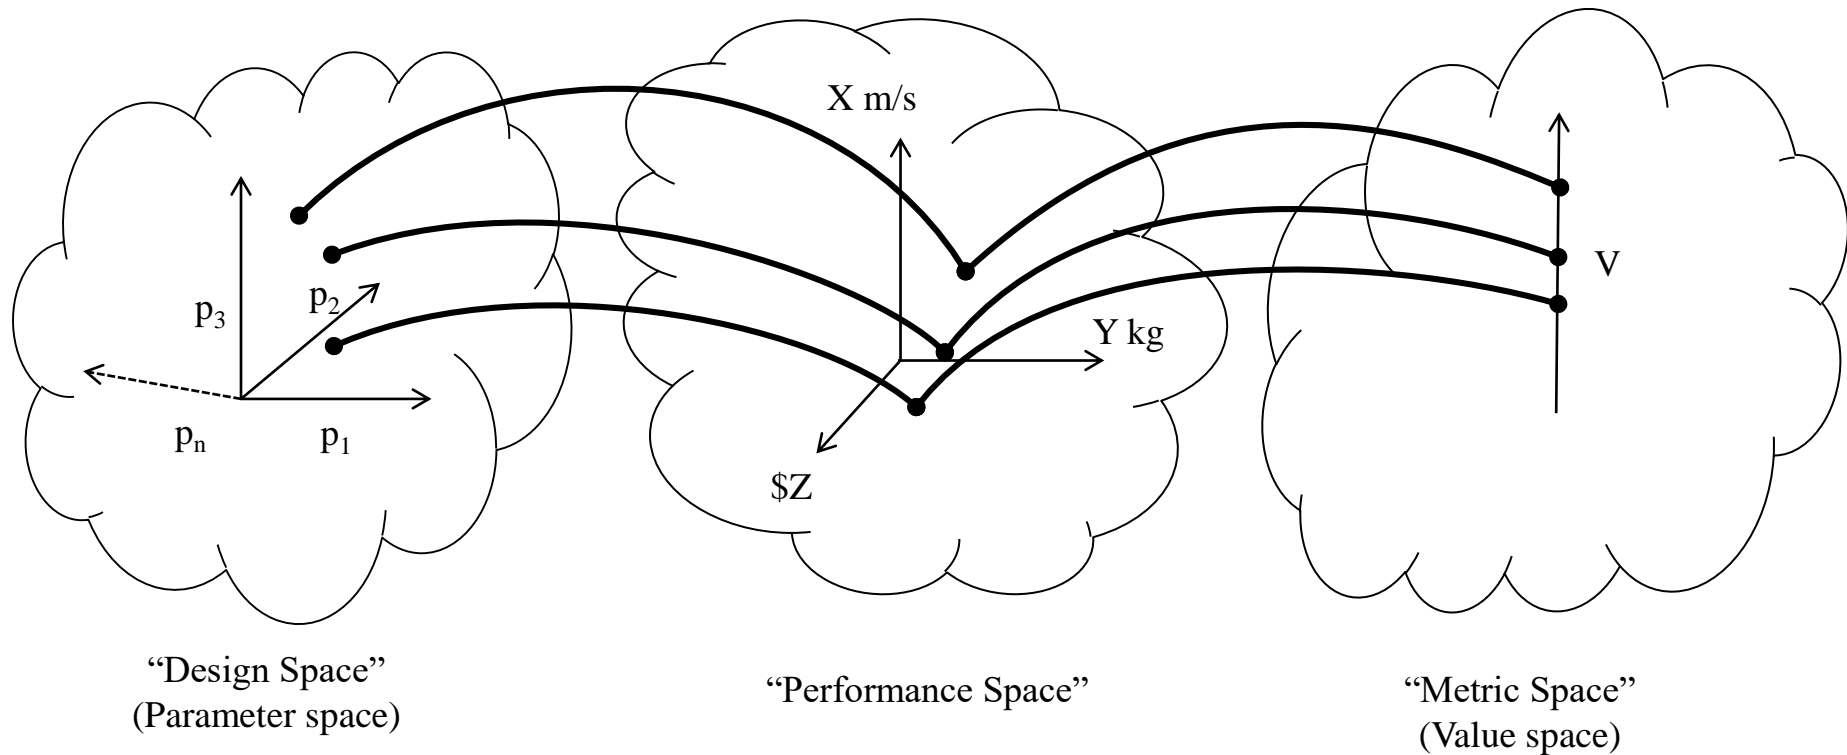 X m/s
p₂
p₃
V
Y kg
pₙ
p₁
$Z
“Design Space”
(Parameter space)
“Performance Space”
“Metric Space”
(Value space)